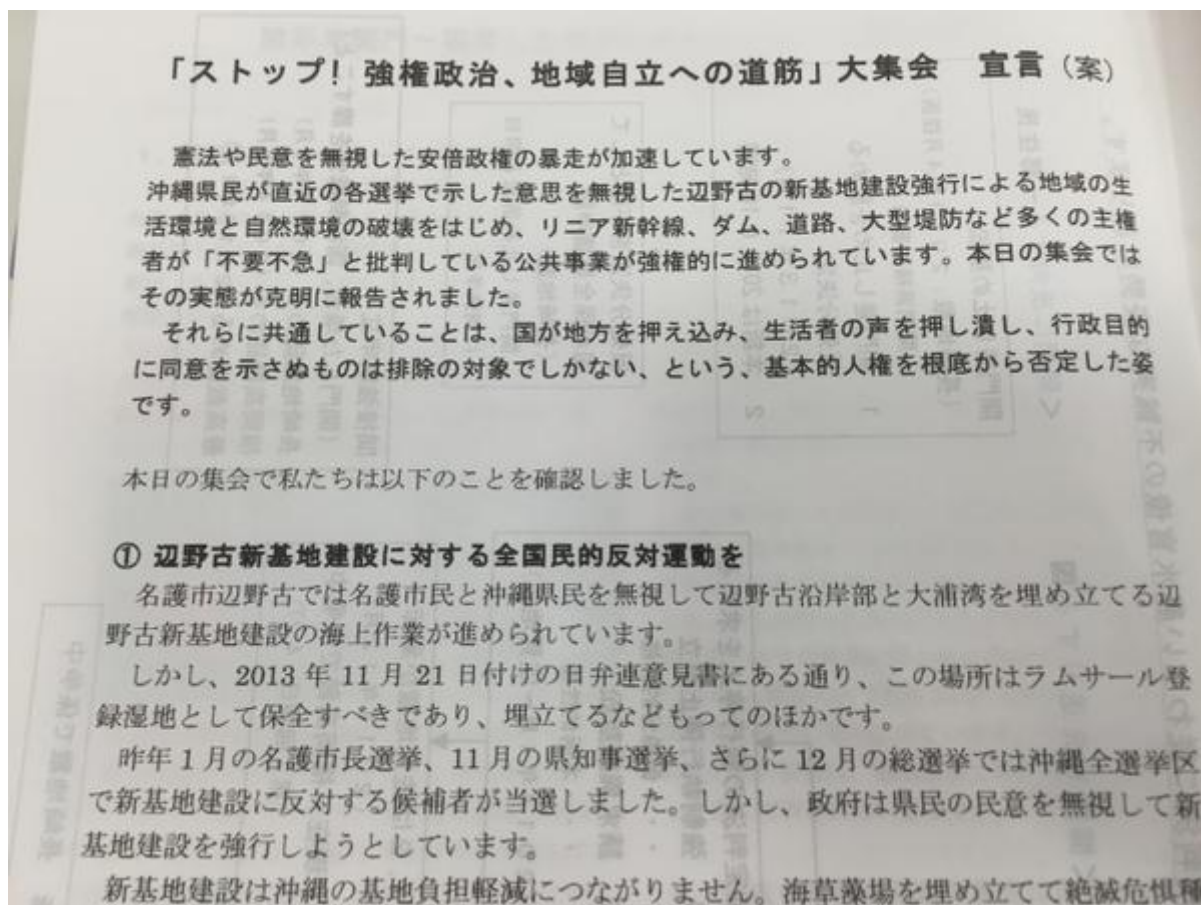 「ストップ！強権政治、地域自立への道筋」大集会　宣言（案）
憲法や民意を無視した安倍政権の暴走が加速しています。
沖縄県民が直近の各選挙で示した意思を無視した辺野古の新基地建設強行による地域の生
活環境と自然環境の破壊をはじめ、リニア新幹線、ダム、道路、大型堤防など多くの主権
者が「不要不急」と批判している公共事業が強権的に進められています。本日の集会では
その実態が克明に報告されました。
それらに共通していることは、国が地方を押え込み、生活者の声を押し潰し、行政目的
に同意を示さぬものは排除の対象でしかない、という、基本的人権を根底から否定した姿
です。
本日の集会で私たちは以下のことを確認しました。
① 辺野古新基地建設に対する全国民的反対運動を
名護市辺野古では名護市民と沖縄県民を無視して辺野古沿岸部と大浦湾を埋め立てる辺
野古新基地建設の海上作業が進められています。
しかし、2013 年 11 月 21 日付けの日弁連意見書にある通り、この場所はラムサール登
録湿地として保全すべきであり、埋立てるなどもってのほかです。
昨年 1 月の名護市長選挙、11 月の県知事選挙、さらに 12 月の総選挙では沖縄全選挙区
で新基地建設に反対する候補者が当選しました。しかし、政府は県民の民意を無視して新
基地建設を強行しようとしています。
新基地建設は沖縄の基地負担軽減につながりません。海草藻場を埋め立てて絶滅危惧種